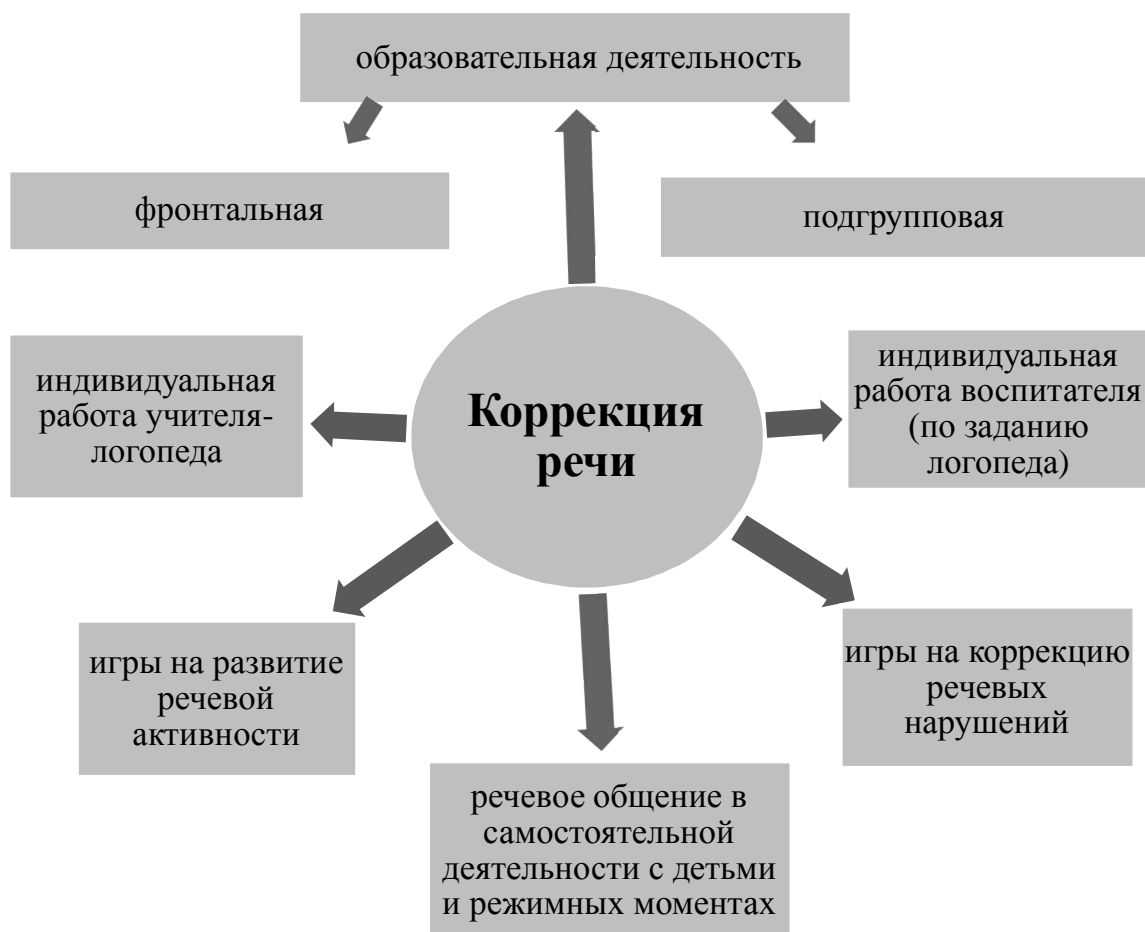 образовательная деятельность
фронтальная
подгрупповая
индивидуальная
работа учителя-
логопеда
Коррекция
речи
индивидуальная
работа воспитателя
(по заданию
логопеда)
игры на развитие
речевой
активности
игры на коррекцию
речевых
нарушений
речевое общение в
самостоятельной
деятельности с детьми
и режимных моментах